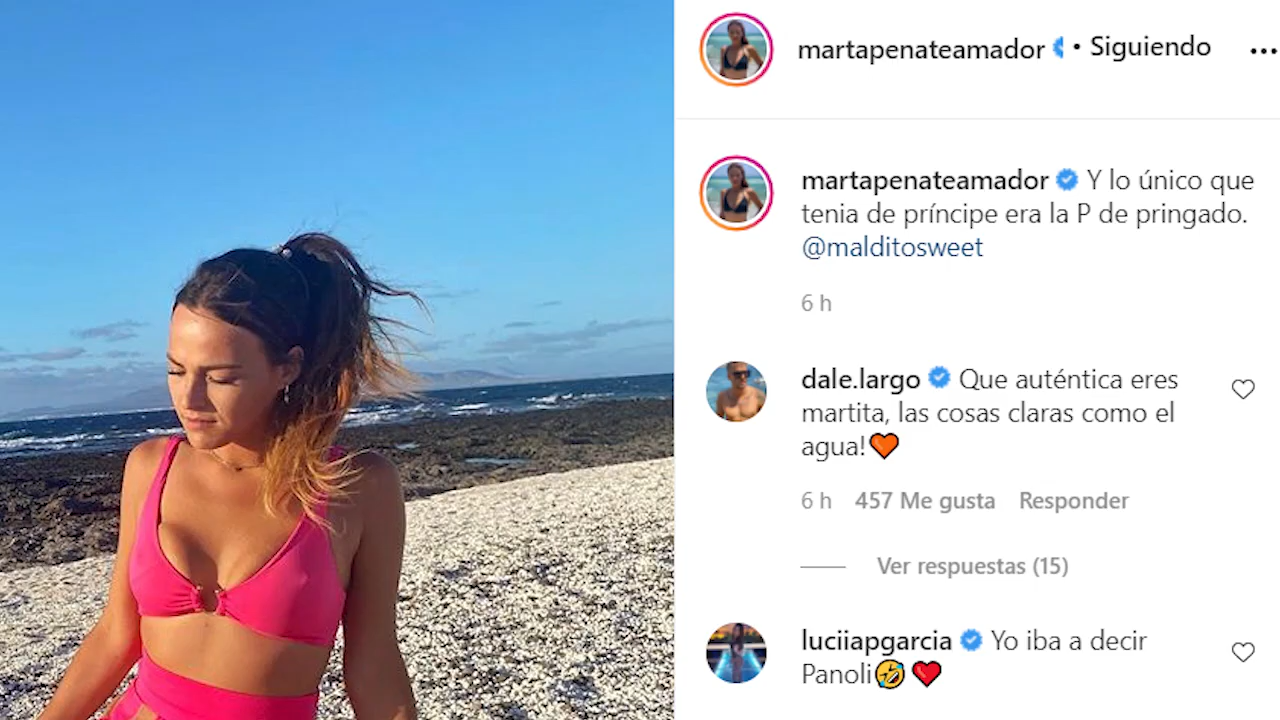 martapenateamador • Siguiendo
martapenateamador Y lo único que
tenia de príncipe era la P de pringado.
@malditosweet
6 h
dale.largo Que auténtica eres
martita, las cosas claras como el
agua!🧡
6 h 457 Me gusta Responder
Ver respuestas (15)
luciiapgarcia Yo iba a decir
Panoli🤣❤️